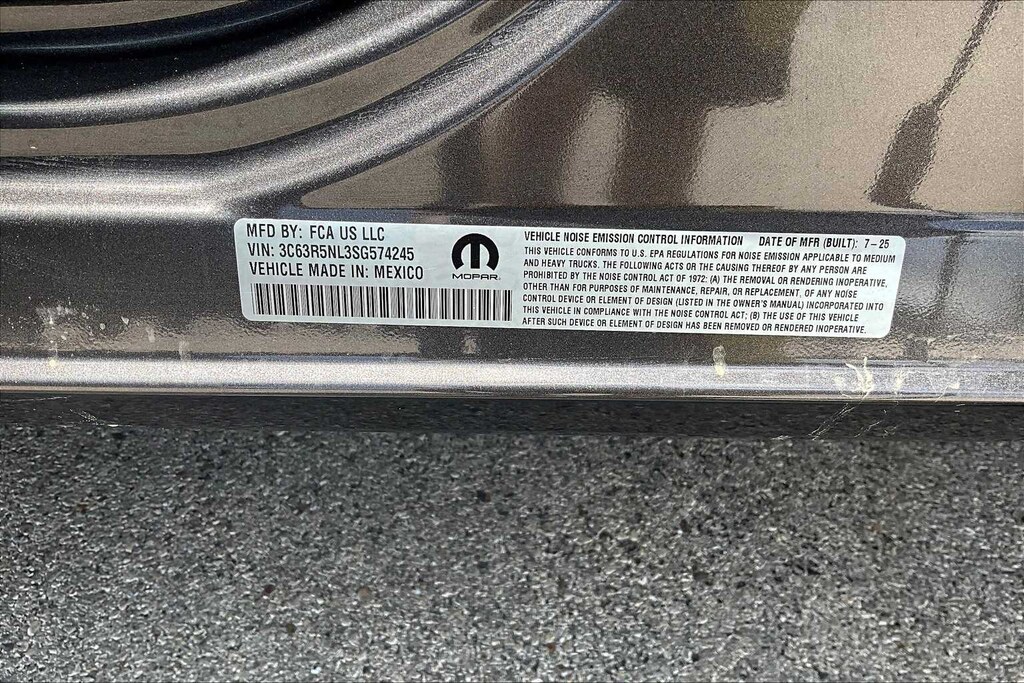 MFD BY: FCA US LLC
VIN: 3C63R5NL3SG574245
VEHICLE MADE IN: MEXICO
MOPAR
VEHICLE NOISE EMISSION CONTROL INFORMATION DATE OF MFR (BUILT): 7-25
THIS VEHICLE CONFORMS TO U.S. EPA REGULATIONS FOR NOISE EMISSION APPLICABLE TO MEDIUM
AND HEAVY TRUCKS. THE FOLLOWING ACTS OR THE CAUSING THEREOF BY ANY PERSON ARE
PROHIBITED BY THE NOISE CONTROL ACT OF 1972: (A) THE REMOVAL OR RENDERING INOPERATIVE,
OTHER THAN FOR PURPOSES OF MAINTENANCE, REPAIR, OR REPLACEMENT, OF ANY NOISE
CONTROL DEVICE OR ELEMENT OF DESIGN (LISTED IN THE OWNER'S MANUAL) INCORPORATED INTO
THIS VEHICLE IN COMPLIANCE WITH THE NOISE CONTROL ACT; (B) THE USE OF THIS VEHICLE
AFTER SUCH DEVICE OR ELEMENT OF DESIGN HAS BEEN REMOVED OR RENDERED INOPERATIVE.